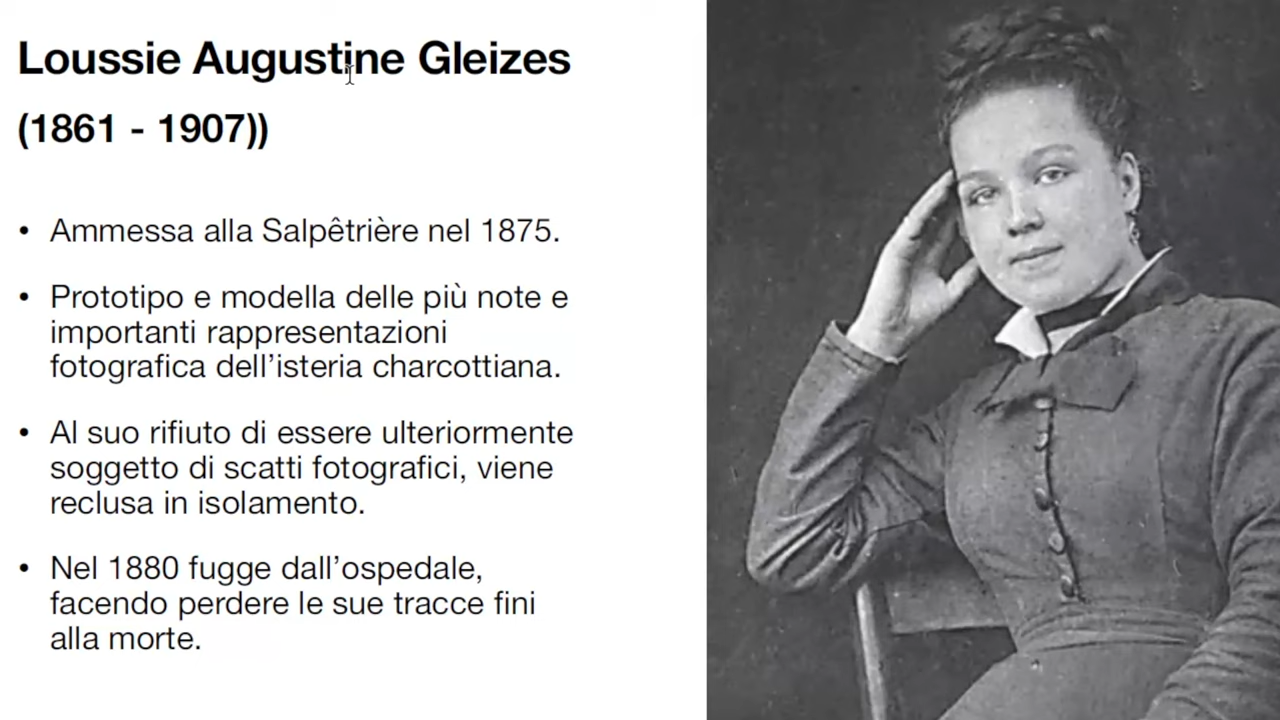 Loussie Augustine Gleizes
(1861 - 1907))
• Ammessa alla Salpêtrière nel 1875.
• Prototipo e modella delle più note e
importanti rappresentazioni
fotografica dell’isteria charcottiana.
• Al suo rifiuto di essere ulteriormente
soggetto di scatti fotografici, viene
reclusa in isolamento.
• Nel 1880 fugge dall’ospedale,
facendo perdere le sue tracce fini
alla morte.